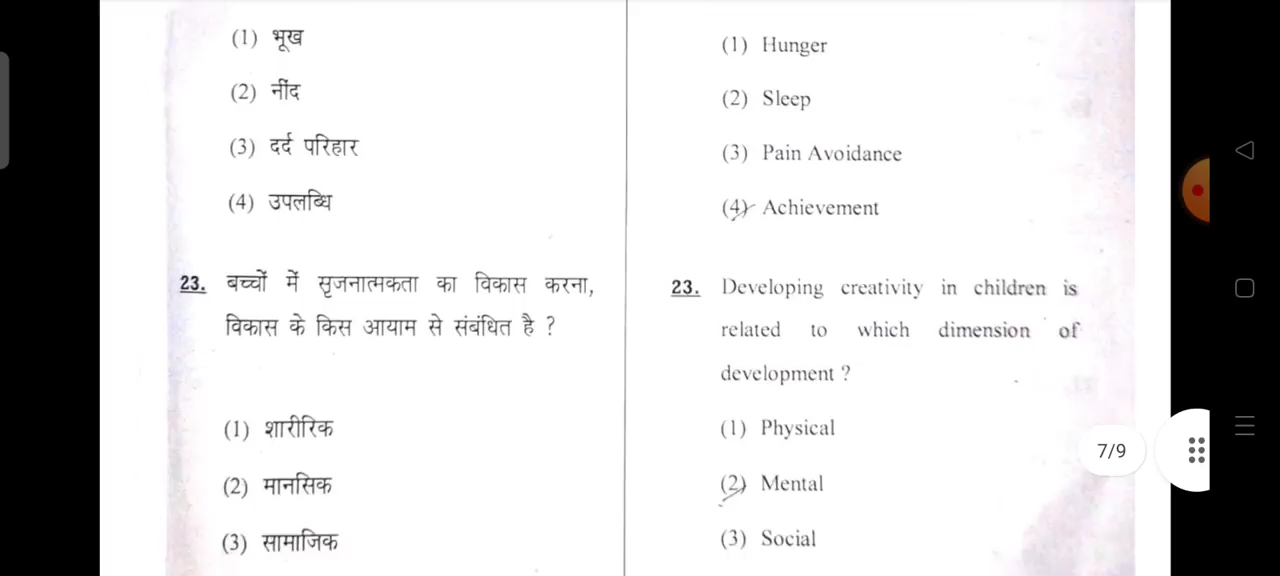 (1) भूख
(2) नींद
(3) दर्द परिहार
(4) उपलब्धि
23. बच्चों में सृजनात्मकता का विकास करना,
विकास के किस आयाम से संबंधित है ?
(1) शारीरिक
(2) मानसिक
(3) सामाजिक
(1) Hunger
(2) Sleep
(3) Pain Avoidance
(4) Achievement
23. Developing creativity in children is
related to which dimension of
development ?
(1) Physical
(2) Mental
(3) Social
7/9